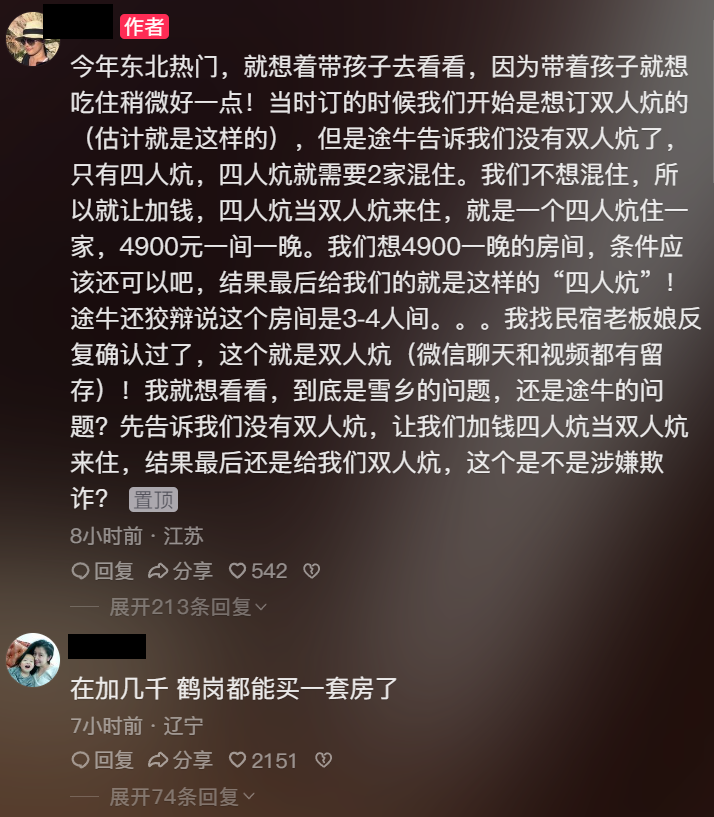 作者
今年东北热门，就想着带孩子去看看，因为带着孩子就想
吃住稍微好一点！当时订的时候我们开始是想订双人炕的
（估计就是这样的），但是途牛告诉我们没有双人炕了，
只有四人炕，四人炕就需要2家混住。我们不想混住，所
以就让加钱，四人炕当双人炕来住，就是一个四人炕住一
家，4900元一间一晚。我们想4900一晚的房间，条件应
该还可以吧，结果最后给我们的就是这样的“四人炕”！
途牛还狡辩说这个房间是3-4人间。。。我找民宿老板娘反
复确认过了，这个就是双人炕（微信聊天和视频都有留
存）！我就想看看，到底是雪乡的问题，还是途牛的问
题？先告诉我们没有双人炕，让我们加钱四人炕当双人炕
来住，结果最后还是给我们双人炕，这个是不是涉嫌欺
诈？ 置顶
8小时前 · 江苏
回复 分享 542
展开213条回复
在加几千 鹤岗都能买一套房了
7小时前 · 辽宁
回复 分享 2151
展开74条回复